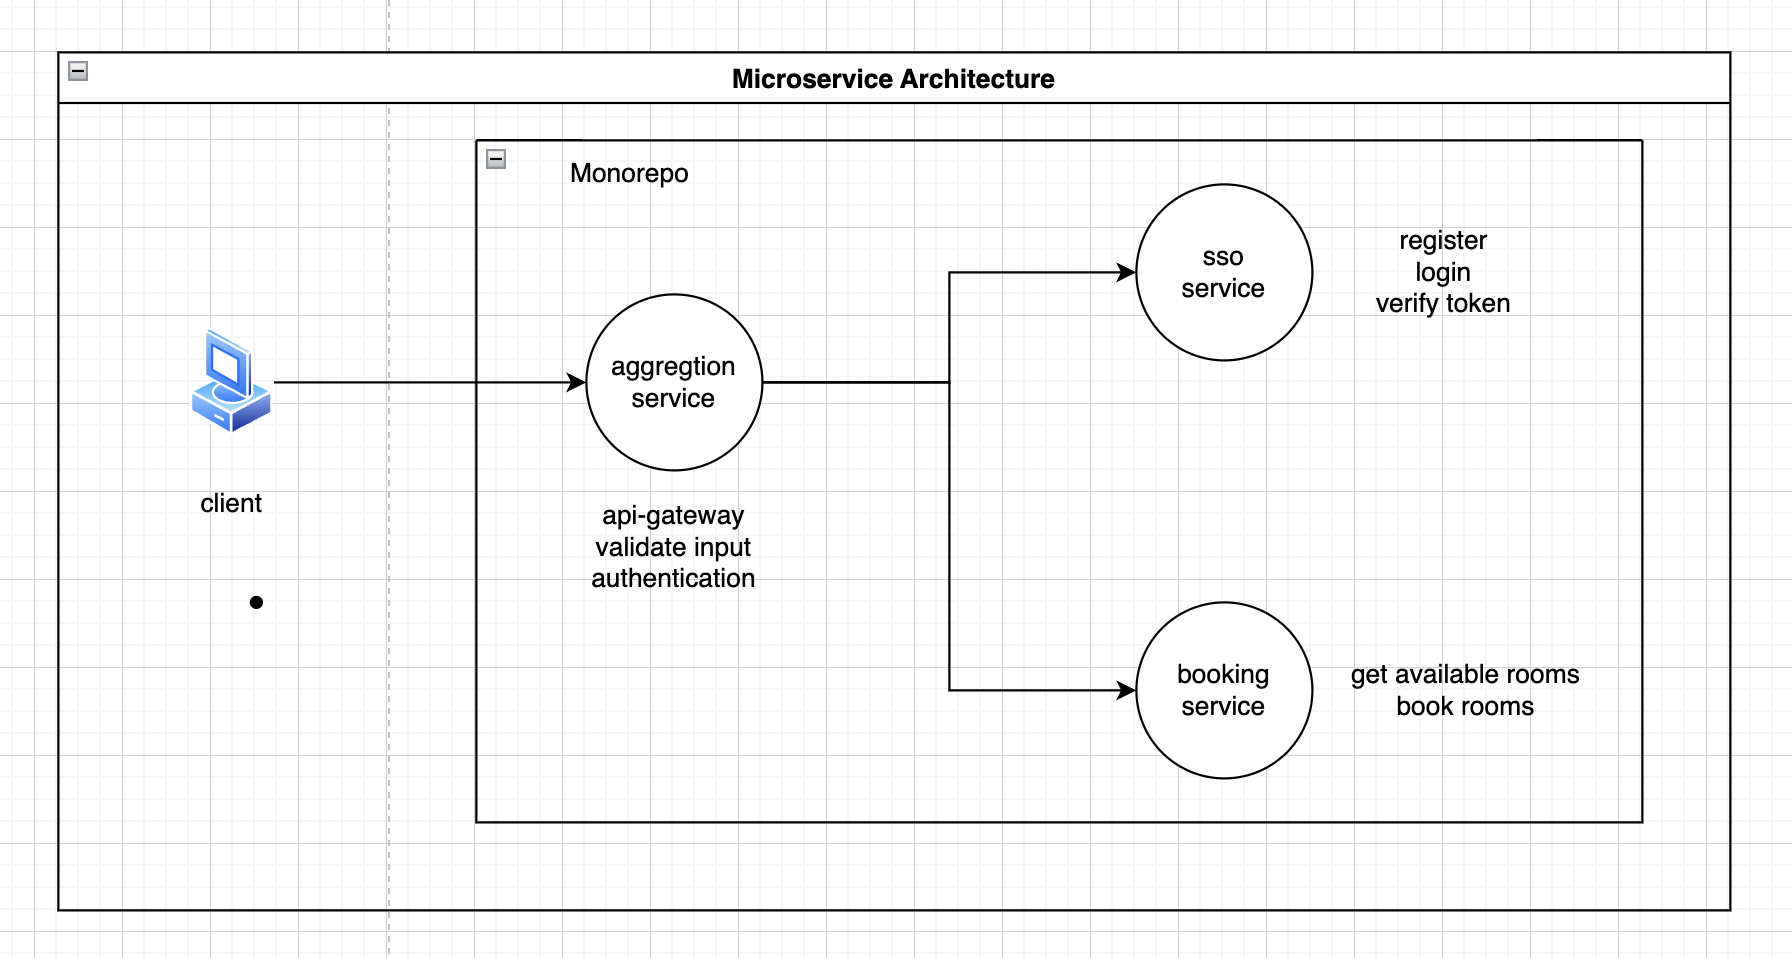 Microservice Architecture
Monorepo
client
aggregtion
service
api-gateway
validate input
authentication
sso
service
register
login
verify token
booking
service
get available rooms
book rooms